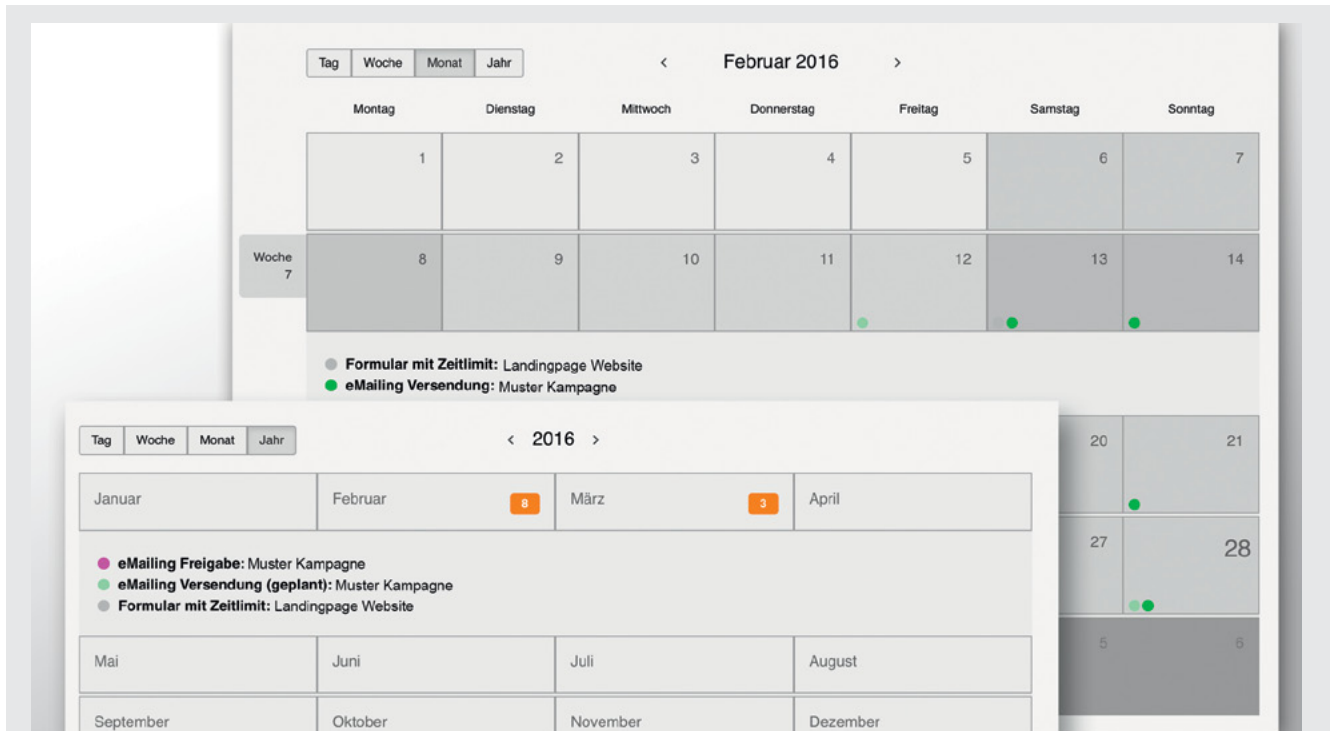 Tag Woche Monat Jahr < Februar 2016 >
Montag Dienstag Mittwoch Donnerstag Freitag Samstag Sonntag
1 2 3 4 5 6 7
Woche
7
8 9 10 11 12 13 14
Formular mit Zeitlimit: Landingpage Website
eMailing Versendung: Muster Kampagne
20 21
27 28
5 6
Tag Woche Monat Jahr < 2016 >
Januar Februar 8 März 3 April
eMailing Freigabe: Muster Kampagne
eMailing Versendung (geplant): Muster Kampagne
Formular mit Zeitlimit: Landingpage Website
Mai Juni Juli August
September Oktober November Dezember